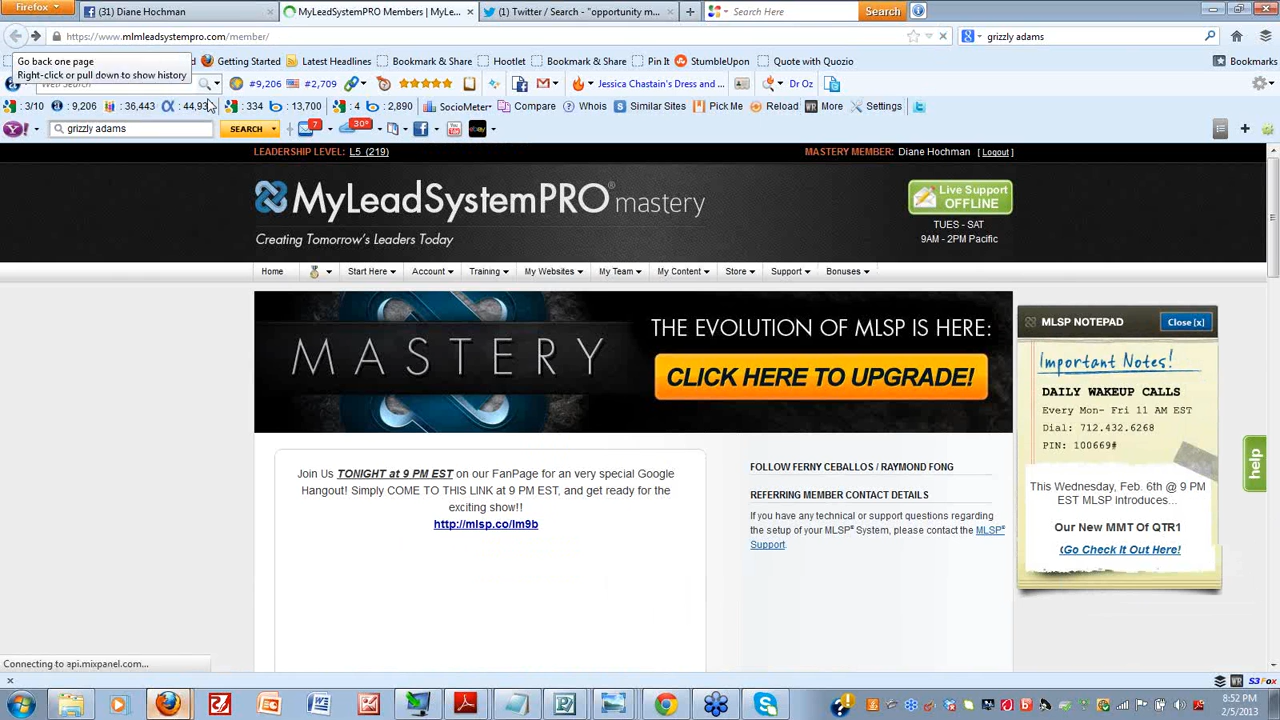 Firefox
(31) Diane Hochman
MyLeadSystemPRO Members | MyLe...
(1) Twitter / Search - "opportunity m...
Search Here
Search
https://www.mlmleadsystempro.com/member/
grizzly adams
Go back one page
Right-click or pull down to show history
Getting Started
Latest Headlines
Bookmark & Share
Hootlet
Bookmark & Share
Pin It
StumbleUpon
Quote with Oworpy
Bookmarks
Web Search
#9,206
#2,709
Jessica Chastain's Dress and ...
Dr Oz
: 3/10
: 9,206
: 36,443
: 334
: 13,700
: 4
: 2,890
SocioMeter
Compare
Whois
Similar Sites
Pick Me
Reload
More
Settings
grizzly adams
SEARCH
7
30°
LEADERSHIP LEVEL: L5 (219)
MASTERY MEMBER: Diane Hochman [ Logout ]
MyLeadSystemPRO® mastery
Creating Tomorrow's Leaders Today
Live Support
OFFLINE
TUES - SAT
9AM - 2PM Pacific
Home
Start Here
Account
Training
My Websites
My Team
My Content
Store
Support
Bonuses
MASTERY
THE EVOLUTION OF MLSP IS HERE:
CLICK HERE TO UPGRADE!
MLSP NOTEPAD
Close [x]
Important Notes!
DAILY WAKEUP CALLS
Every Mon- Fri 11 AM EST
Dial: 712.432.6268
PIN: 100669#
This Wednesday, Feb. 6th @ 9 PM
EST MLSP introduces...
Our New MMT Of QTR1
(Go Check It Out Here!)
help
Join Us TONIGHT at 9 PM EST on our FanPage for an very special Google
Hangout! Simply COME TO THIS LINK at 9 PM EST, and get ready for the
exciting show!!
http://mlsp.co/lm9b
FOLLOW FERNY CEBALLOS / RAYMOND FONG
REFERRING MEMBER CONTACT DETAILS
If you have any technical or support questions regarding
the setup of your MLSP® System, please contact the MLSP®
Support.
Connecting to api.mixpanel.com...
S3Fox
8:52 PM
2/5/2013